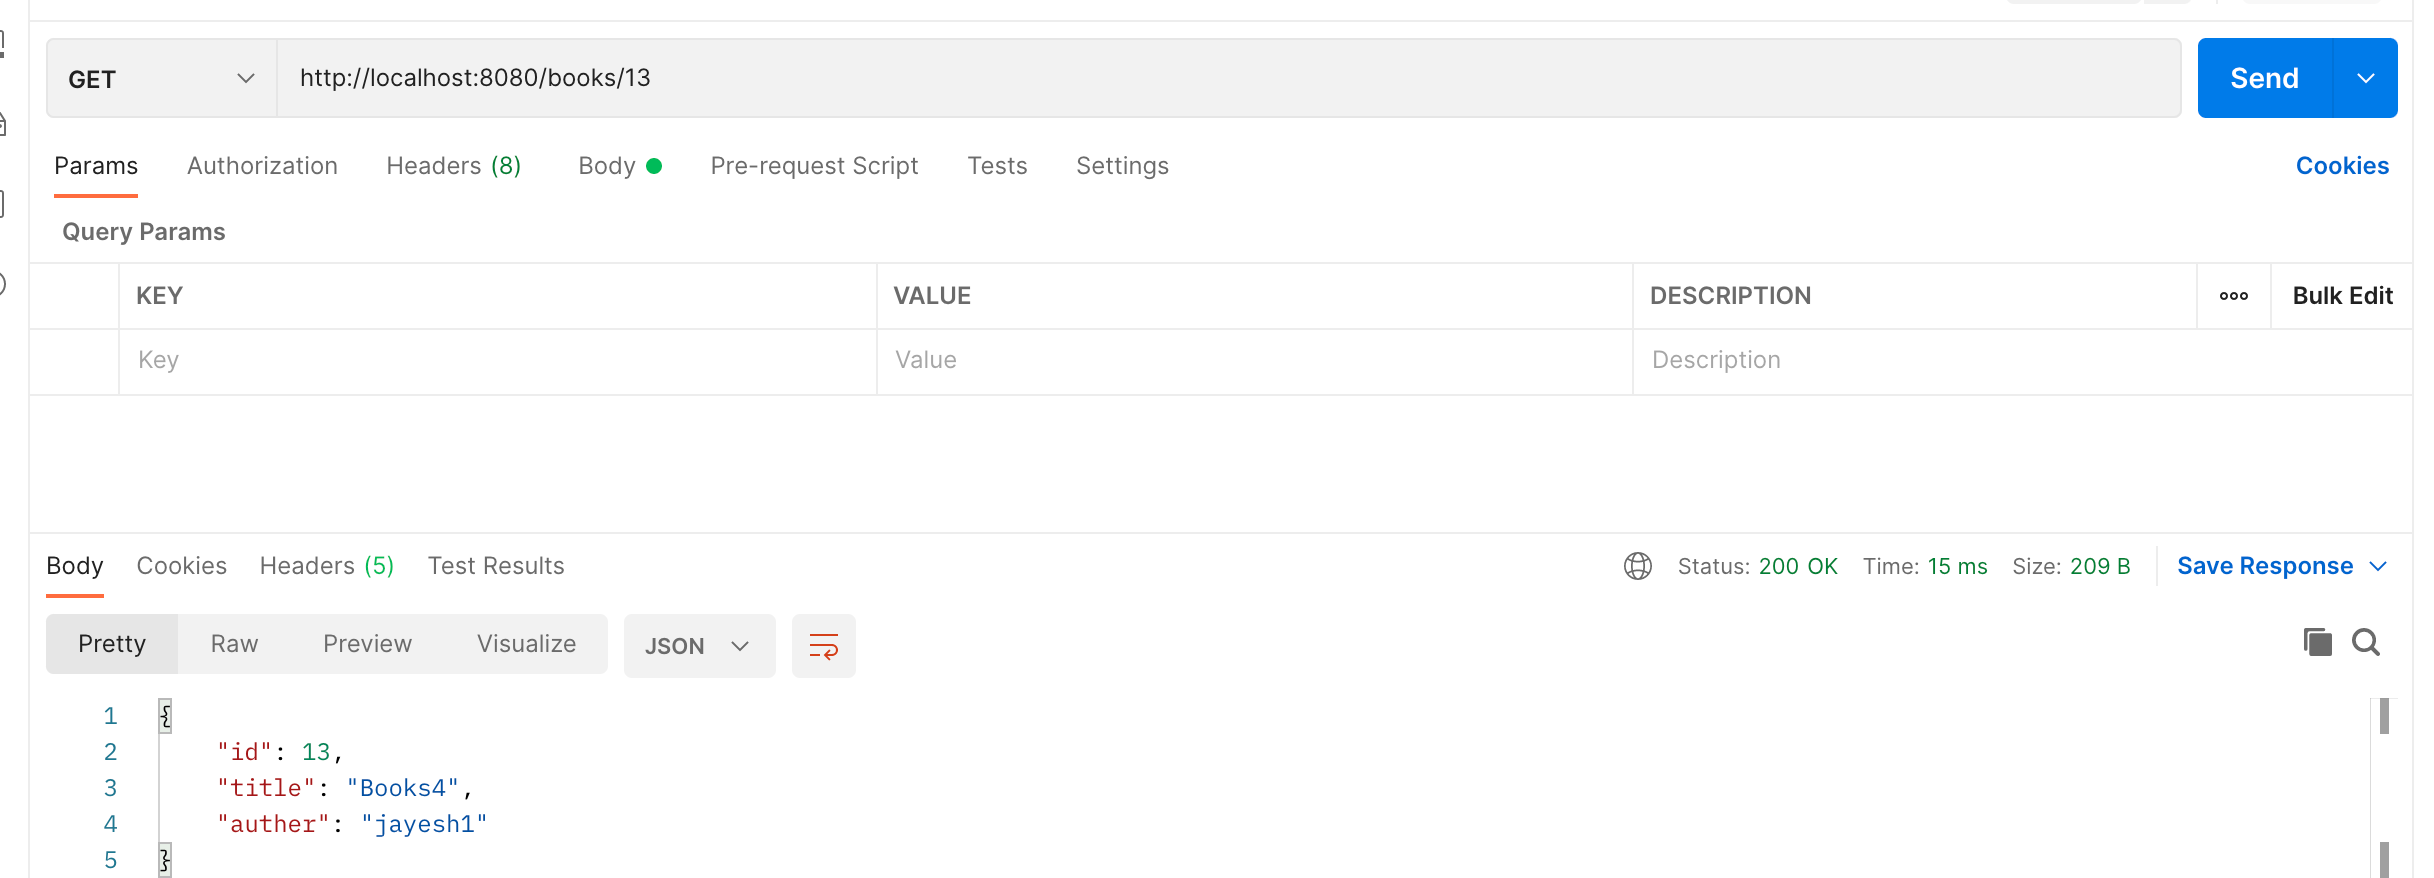 GET http://localhost:8080/books/13 Send
Params Authorization Headers (8) Body Pre-request Script Tests Settings Cookies
Query Params
KEY VALUE DESCRIPTION ooo Bulk Edit
Key Value Description
Body Cookies Headers (5) Test Results Status: 200 OK Time: 15 ms Size: 209 B Save Response
Pretty Raw Preview Visualize JSON
1 {
2 "id": 13,
3 "title": "Books4",
4 "auther": "jayesh1"
5 }